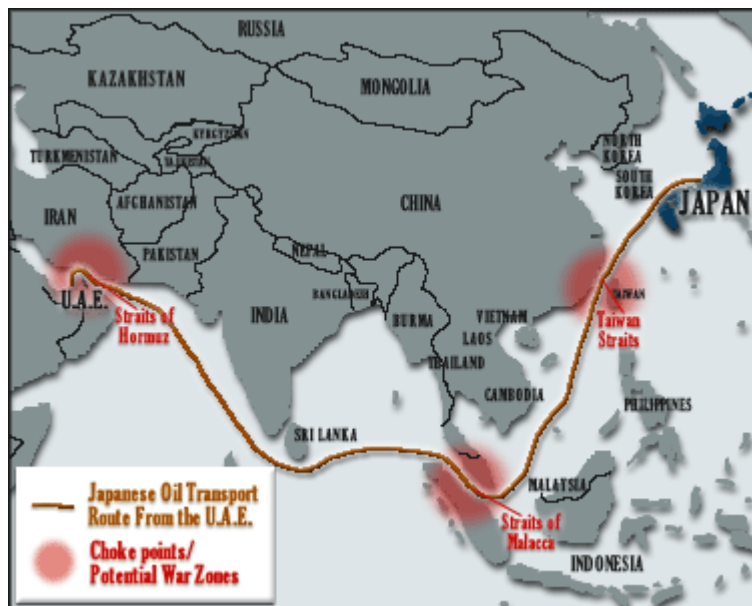 RUSSIA
KAZAKHSTAN
MONGOLIA
KYRGYZSTAN
TURKMENISTAN
NORTH
KOREA
SOUTH
KOREA
AFGHANISTAN
CHINA
JAPAN
IRAN
PAKISTAN
NEPAL
U.A.E.
BANGLADESH
TAIWAN
Straits of
Hormuz
INDIA
BURMA
VIETNAM
Taiwan
Straits
LAOS
THAILAND
CAMBODIA
PHILIPPINES
SRI LANKA
MALAYSIA
Straits of
Malacca
INDONESIA
Japanese Oil Transport
Route From the U.A.E.
Choke points/
Potential War Zones